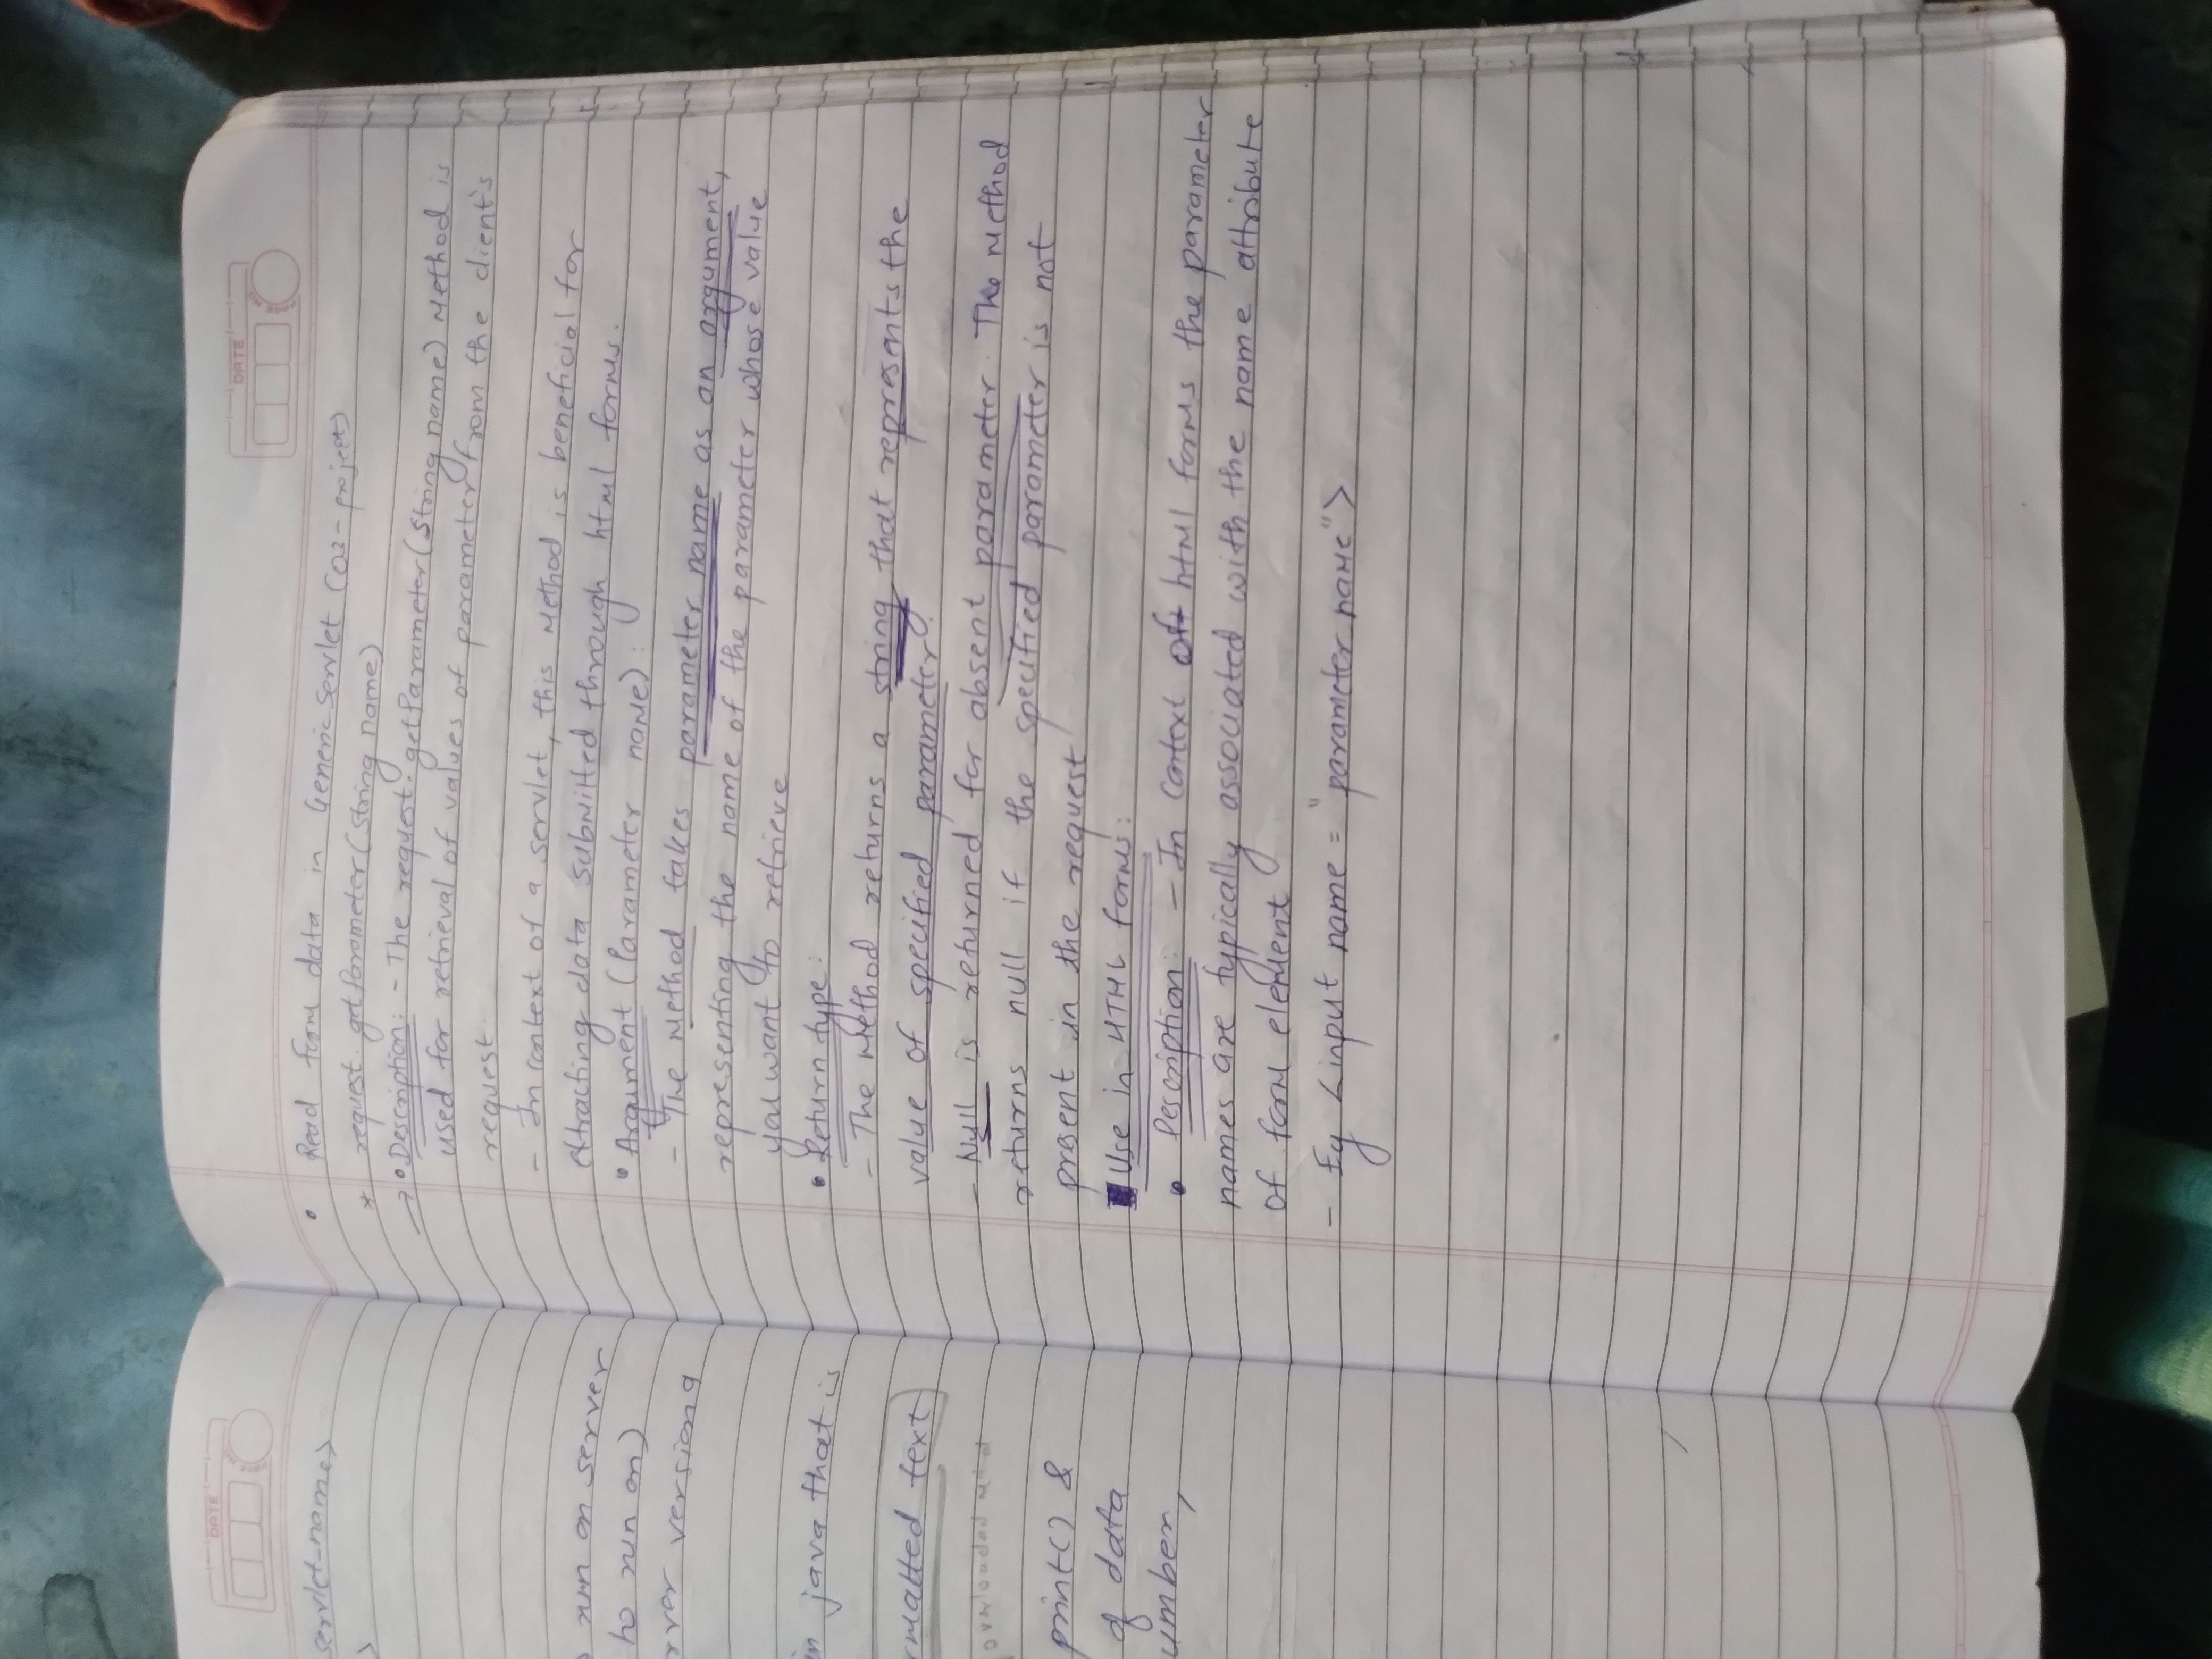 DATE
servlet-name>
>
run on server
to run on)
rver version 9
in java that is
rmatted text
overloaded
print() &
of data
umber,
DATE
• Read form data in GenericServlet (03-project)
* request.getParameter(String name)
→ • Description: - The request.getParameter(String name) Method is
used for retrieval of values of parameter from the client's
request
- In context of a servlet, this Method is beneficial for
extracting data submitted through html forms.
• Argument (Parameter name):
- The Method takes parameter name as an argument,
representing the name of the parameter whose value
you want to retrieve
• Return type:
- The Method returns a string that represents the
value of specified parameter.
- Null is returned for absent parameter. The Method
returns null if the specified parameter is not
present in the request
Use in HTML forms:
• Description: - In context of html forms the parameter
names are typically associated with the name attribute
of form element
- Eg <input name = "parameter name">